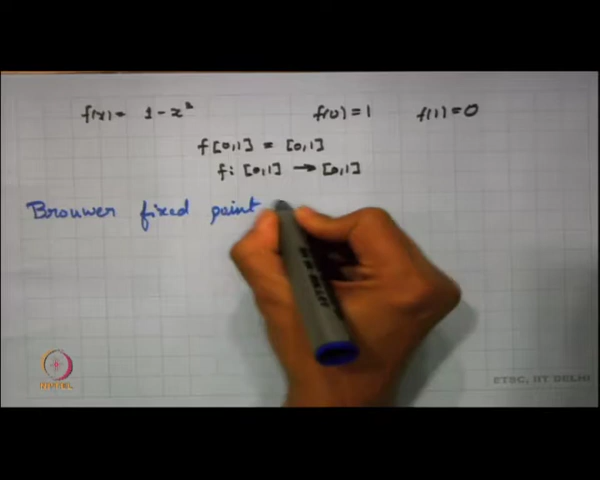 f(x) = 1 - x² f(0) = 1 f(1) = 0
f[0,1] = [0,1]
f: [0,1] → [0,1]
Brouwer fixed point
ETSC, IIT DELHI